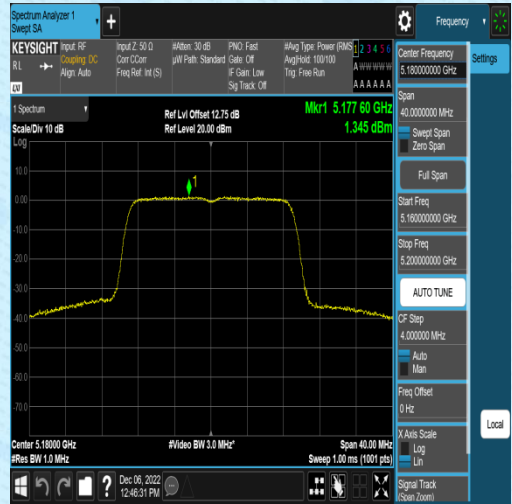 Spectrum Analyzer 1
Swept SA
+
Frequency
KEYSIGHT
RL
Input: RF
Coupling: DC
Align: Auto
Input Z: 50 Ω
Corr CCorr
Freq Ref: Int (S)
#Atten: 30 dB
µW Path: Standard
PNO: Fast
Gate: Off
IF Gain: Low
Sig Track: Off
#Avg Type: Power (RMS
Avg|Hold: 100/100
Trig: Free Run
1 2 3 4 5 6
A W W W W W
A A A A A A
LXI
1 Spectrum
Scale/Div 10 dB
Log
Ref Lvl Offset 12.75 dB
Ref Level 20.00 dBm
Mkr1 5.177 60 GHz
1.345 dBm
10.0
0.00
-10.0
-20.0
-30.0
-40.0
-50.0
-60.0
-70.0
1
Center 5.18000 GHz
#Res BW 1.0 MHz
#Video BW 3.0 MHz*
Span 40.00 MHz
Sweep 1.00 ms (1001 pts)
Dec 06, 2022
12:46:31 PM
?
Center Frequency
5.180000000 GHz
Span
40.0000000 MHz
Swept Span
Zero Span
Full Span
Start Freq
5.160000000 GHz
Stop Freq
5.200000000 GHz
AUTO TUNE
CF Step
4.000000 MHz
Auto
Man
Freq Offset
0 Hz
X Axis Scale
Log
Lin
Signal Track
(Span Zoom)
Settings
Local